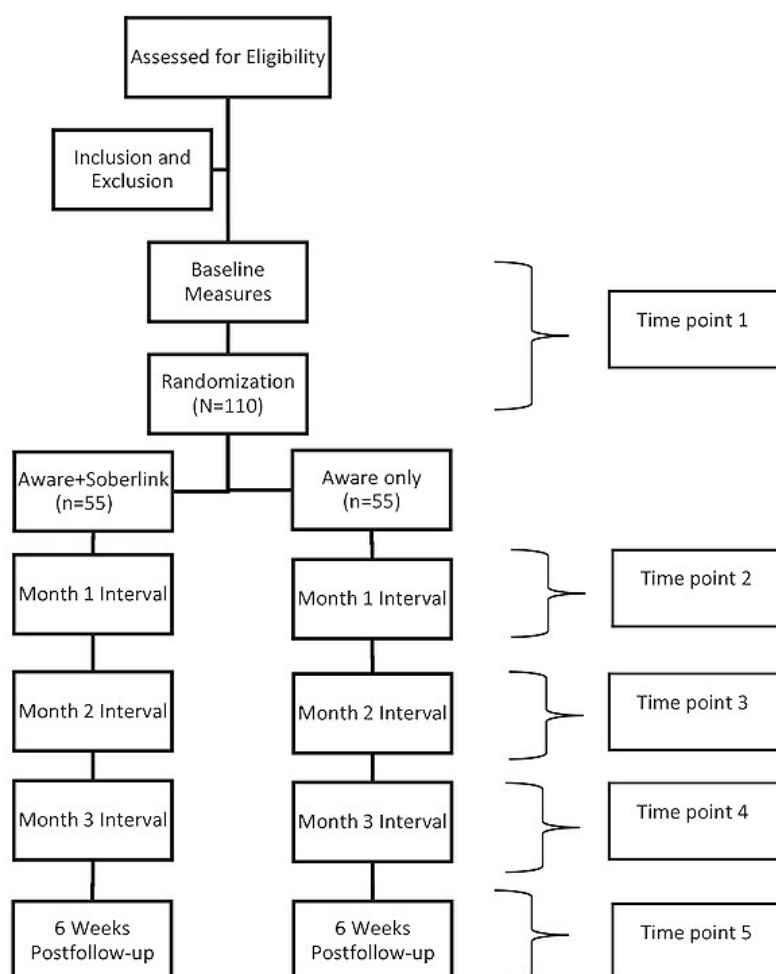 Assessed for Eligibility
Inclusion and
Exclusion
Baseline
Measures
Time point 1
Randomization
(N=110)
Aware+Soberlink
(n=55)
Aware only
(n=55)
Month 1 Interval
Month 1 Interval
Time point 2
Month 2 Interval
Month 2 Interval
Time point 3
Month 3 Interval
Month 3 Interval
Time point 4
6 Weeks
Postfollow-up
6 Weeks
Postfollow-up
Time point 5